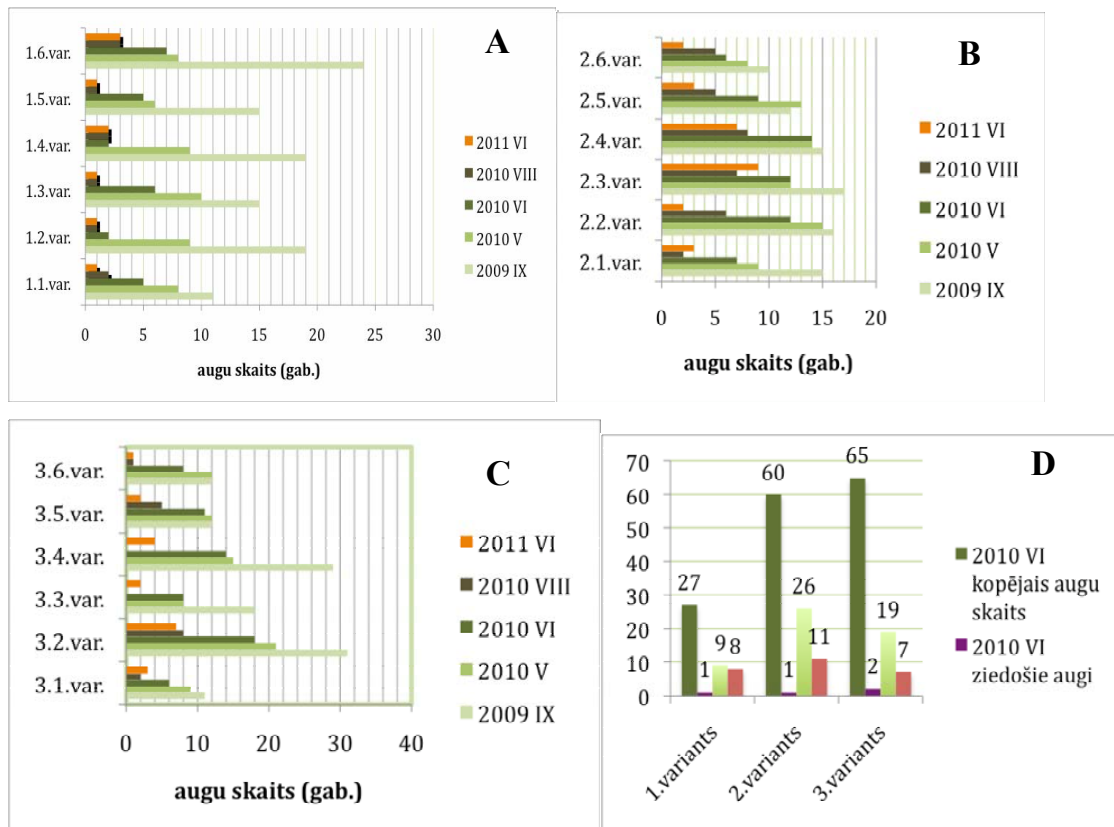 A
1.6.var.
1.5.var.
1.4.var.
1.3.var.
1.2.var.
1.1.var.
0 5 10 15 20 25 30
augu skaits (gab.)
2011 VI
2010 VIII
2010 VI
2010 V
2009 IX
B
2.6.var.
2.5.var.
2.4.var.
2.3.var.
2.2.var.
2.1.var.
0 5 10 15 20
augu skaits (gab.)
2011 VI
2010 VIII
2010 VI
2010 V
2009 IX
C
3.6.var.
3.5.var.
3.4.var.
3.3.var.
3.2.var.
3.1.var.
0 10 20 30 40
augu skaits (gab.)
2011 VI
2010 VIII
2010 VI
2010 V
2009 IX
D
70
60
50
40
30
20
10
0
27 1 9 8
60 1 26 11
65 2 19 7
1.variants
2.variants
3.variants
2010 VI
kopējais augu
skaits
2010 VI
ziedošie augi